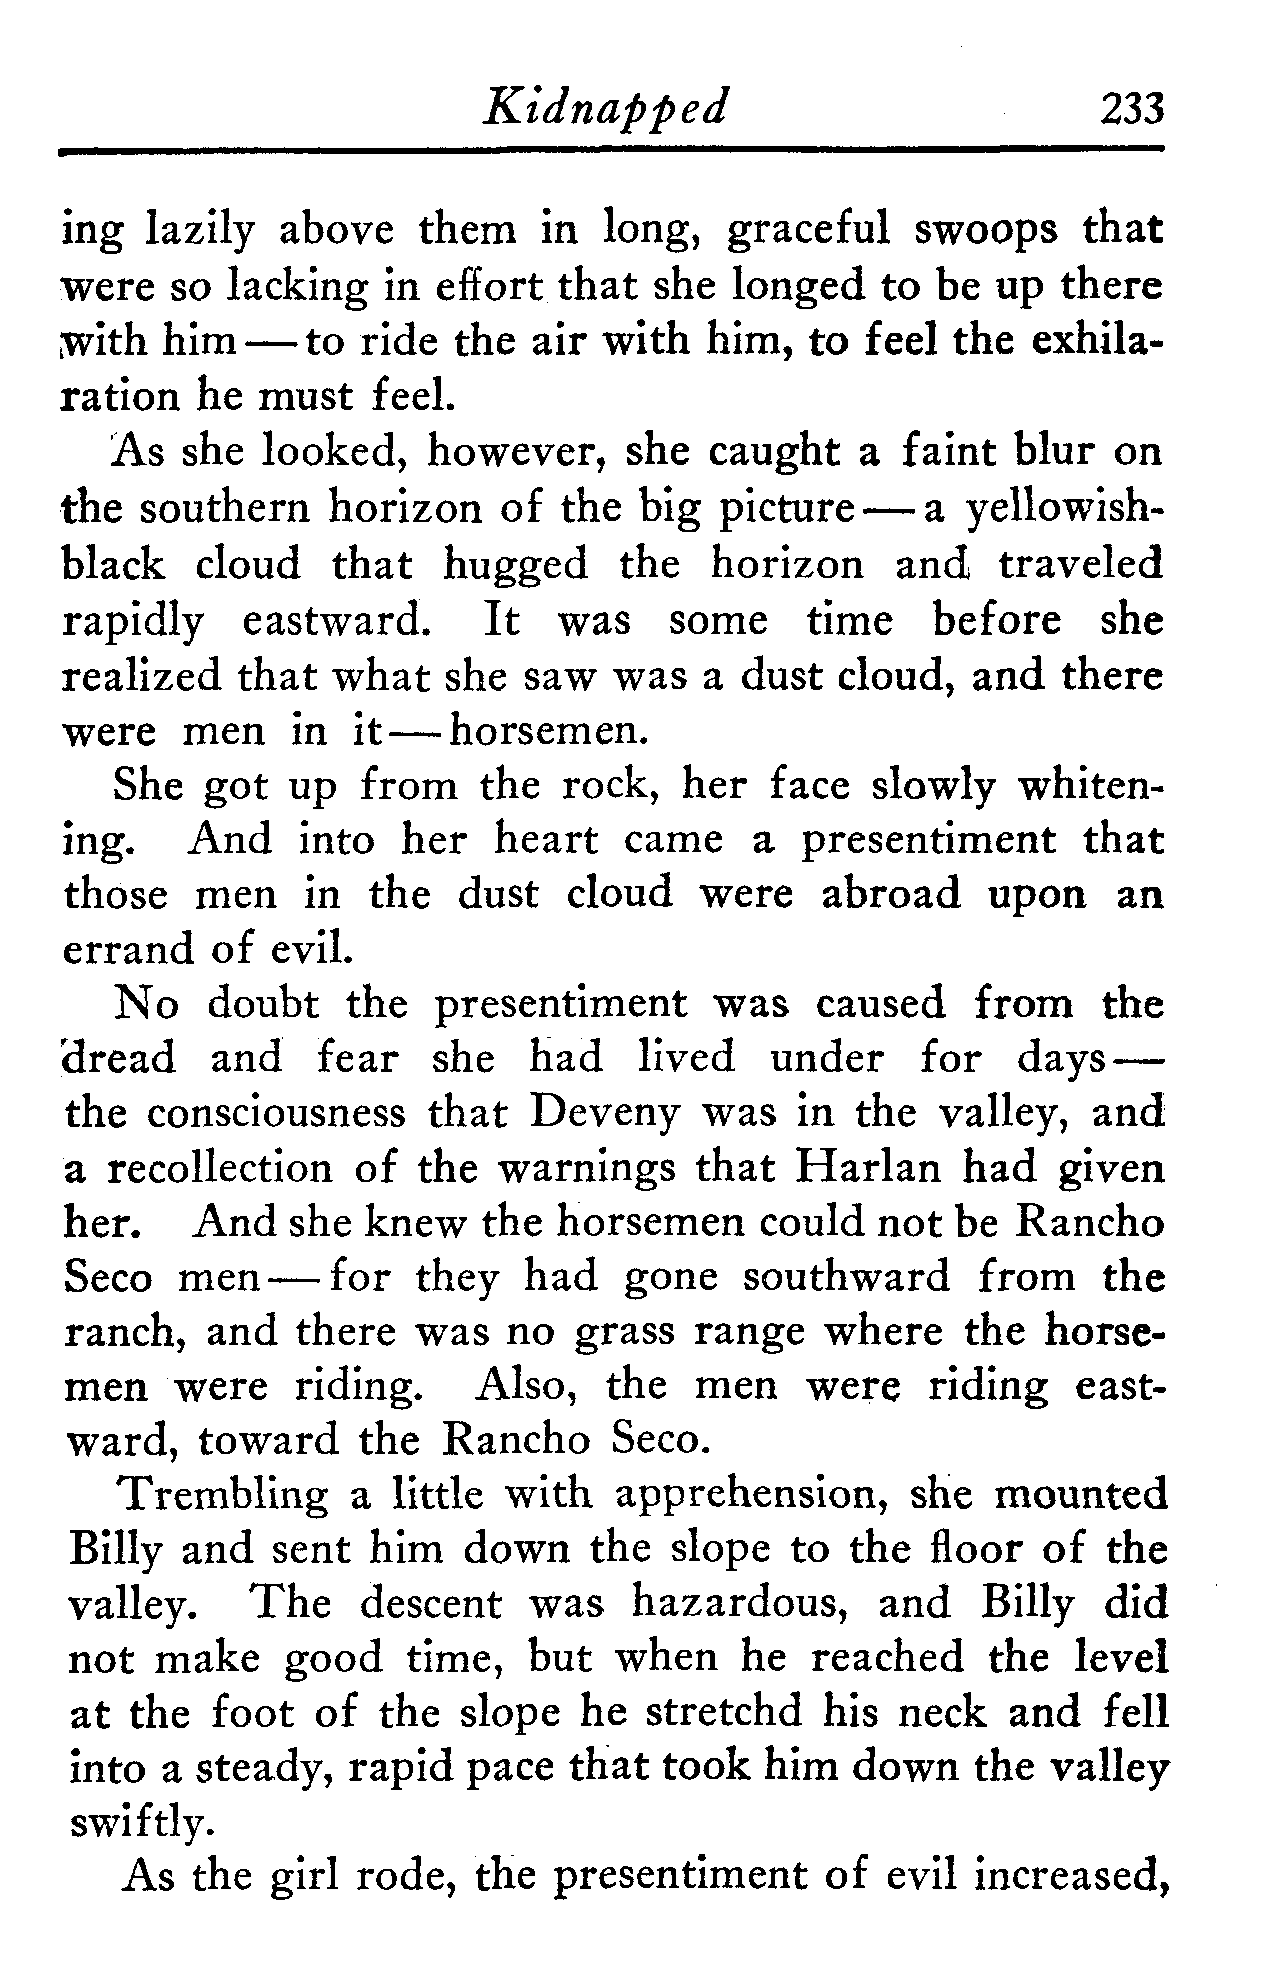 Kidnapped 233
ing lazily above them in long, graceful swoops that
were so lacking in effort that she longed to be up there
with him — to ride the air with him, to feel the exhila-
ration he must feel.
As she looked, however, she caught a faint blur on
the southern horizon of the big picture — a yellowish-
black cloud that hugged the horizon and traveled
rapidly eastward. It was some time before she
realized that what she saw was a dust cloud, and there
were men in it — horsemen.
She got up from the rock, her face slowly whiten-
ing. And into her heart came a presentiment that
those men in the dust cloud were abroad upon an
errand of evil.
No doubt the presentiment was caused from the
dread and fear she had lived under for days —
the consciousness that Deveny was in the valley, and
a recollection of the warnings that Harlan had given
her. And she knew the horsemen could not be Rancho
Seco men — for they had gone southward from the
ranch, and there was no grass range where the horse-
men were riding. Also, the men were riding east-
ward, toward the Rancho Seco.
Trembling a little with apprehension, she mounted
Billy and sent him down the slope to the floor of the
valley. The descent was hazardous, and Billy did
not make good time, but when he reached the level
at the foot of the slope he stretchd his neck and fell
into a steady, rapid pace that took him down the valley
swiftly.
As the girl rode, the presentiment of evil increased,